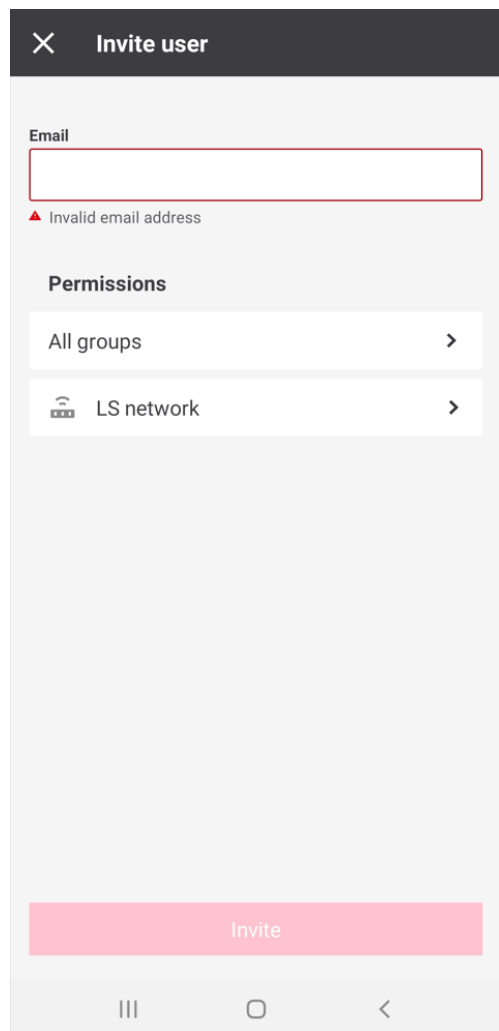 Invite user
Email
Invalid email address
Permissions
All groups
LS network
Invite